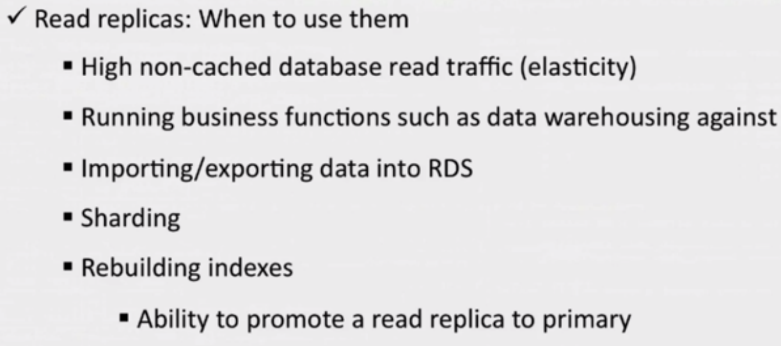 ✓ Read replicas: When to use them
▪ High non-cached database read traffic (elasticity)
▪ Running business functions such as data warehousing against
▪ Importing/exporting data into RDS
▪ Sharding
▪ Rebuilding indexes
▪ Ability to promote a read replica to primary